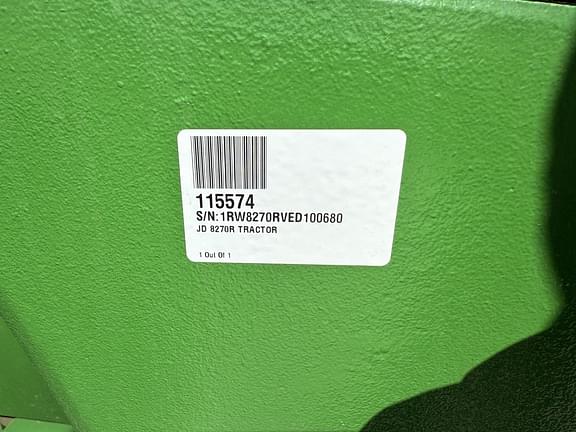 115574
S/N:1RW8270RVED100680
JD 8270R TRACTOR
1 Out Of 1